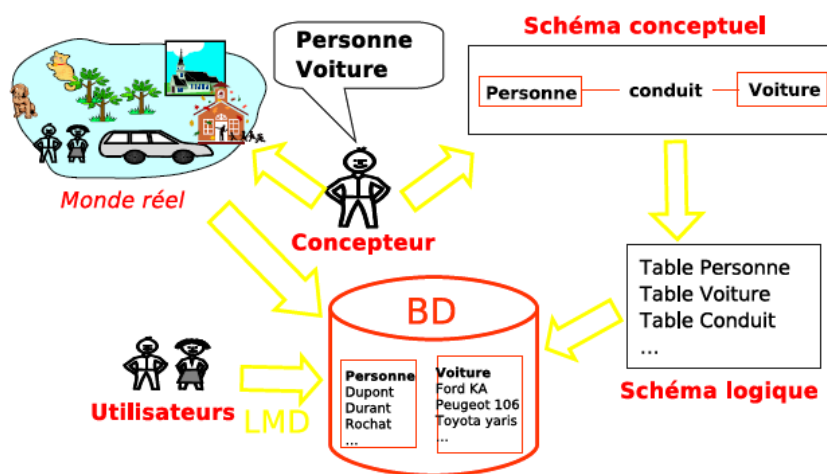 Personne
Voiture
Schéma conceptuel
Personne conduit Voiture
Monde réel
Concepteur
Table Personne
Table Voiture
Table Conduit
...
Schéma logique
BD
Personne
Dupont
Durant
Rochat
...
Voiture
Ford KA
Peugeot 106
Toyota yaris
...
Utilisateurs
LMD